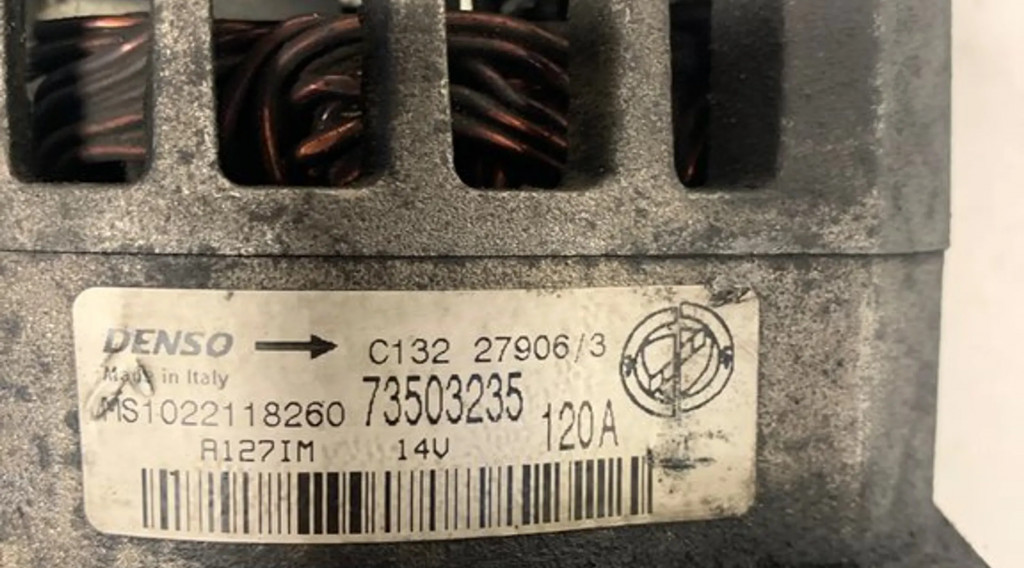 DENSO C132 27906/3
Made in Italy
MS1022118260 73503235 120A
A127IM 14V